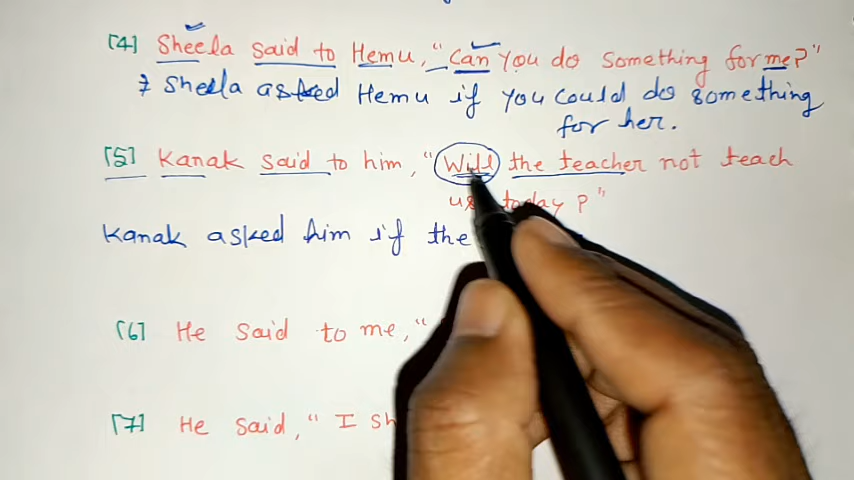 [4] Sheela said to Hemu, "Can you do something for me?"
Sheela asked Hemu if you could do something
for her.
[5] Kanak said to him, "Will the teacher not teach
us today ?"
Kanak asked him if the
[6] He said to me, "
[7] He said, " I sh